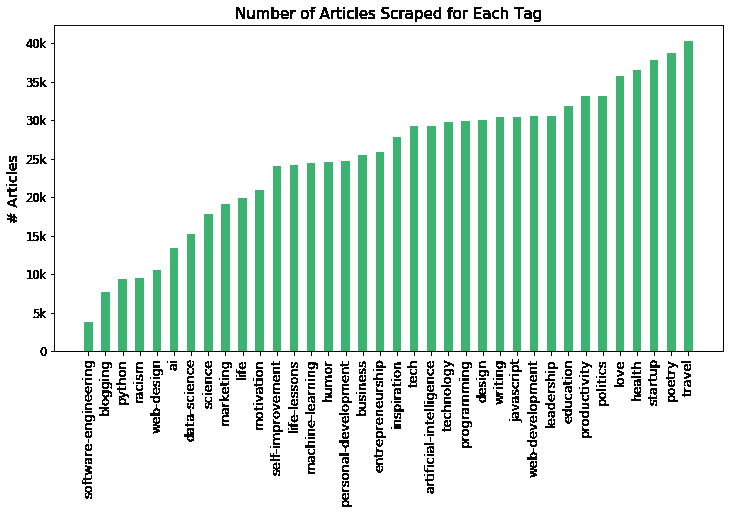 Number of Articles Scraped for Each Tag
# Articles
40k
35k
30k
25k
20k
15k
10k
5k
0
software-engineering
blogging
python
racism
web-design
ai
data-science
science
marketing
life
motivation
self-improvement
life-lessons
machine-learning
humor
personal-development
business
entrepreneurship
inspiration
tech
artificial-intelligence
technology
programming
design
writing
javascript
web-development
leadership
education
productivity
politics
love
health
startup
poetry
travel